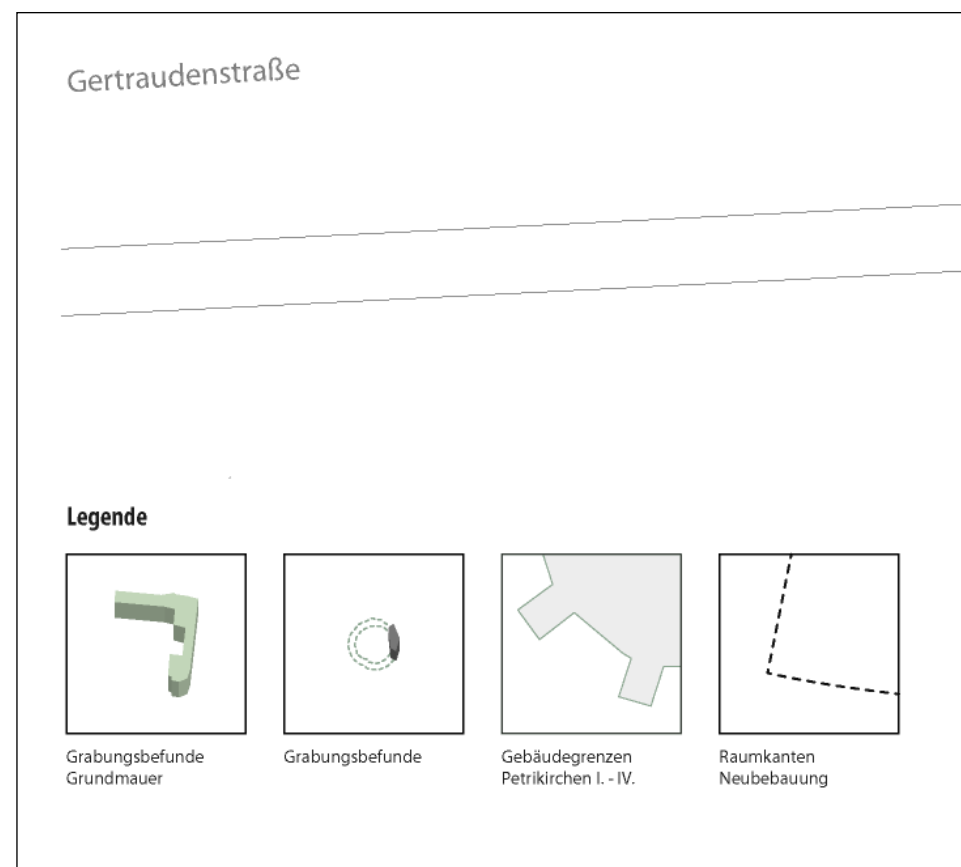 Gertraudenstraße
Legende
Grabungsbefunde
Grundmauer
Grabungsbefunde
Gebäudegrenzen
Petrikirchen I. - IV.
Raumkanten
Neubebauung